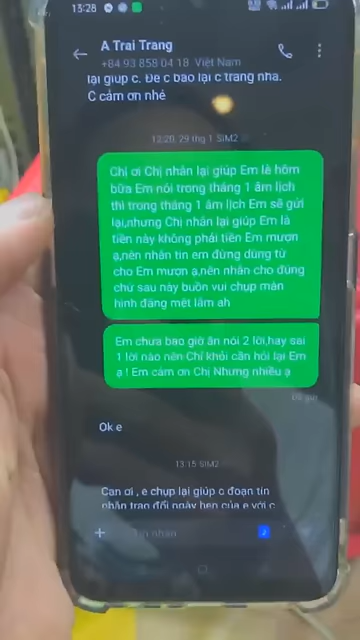 13:28
A Trai Trang
+84 93 858 04 18 Việt Nam
lại giúp c. Để c báo lại c trang nha.
C cảm ơn nhé
12:20, 29 thg 1 SIM2
Chị ơi Chị nhắn lại giúp Em là hôm
bữa Em nói trong tháng 1 âm lịch
thì trong tháng 1 âm lịch Em sẽ gửi
lại,nhưng Chị nhắn lại giúp Em là
tiền này không phải tiền Em mượn
ạ,nên nhắn tin em đừng dùng từ
cho Em mượn ạ,nên nhắn cho đúng
chứ sau này buồn vui chụp màn
hình đăng mệt lắm ah
Em chưa bao giờ ăn nói 2 lời,hay sai
1 lời nào nên Chị khỏi cần hỏi lại Em
ạ ! Em cảm ơn Chị Nhưng nhiều ạ
Đã gửi
Ok e
13:15 SIM2
Can ơi , e chụp lại giúp c đoạn tin
nhắn trao đổi ngày hẹn của e với c
nhắn